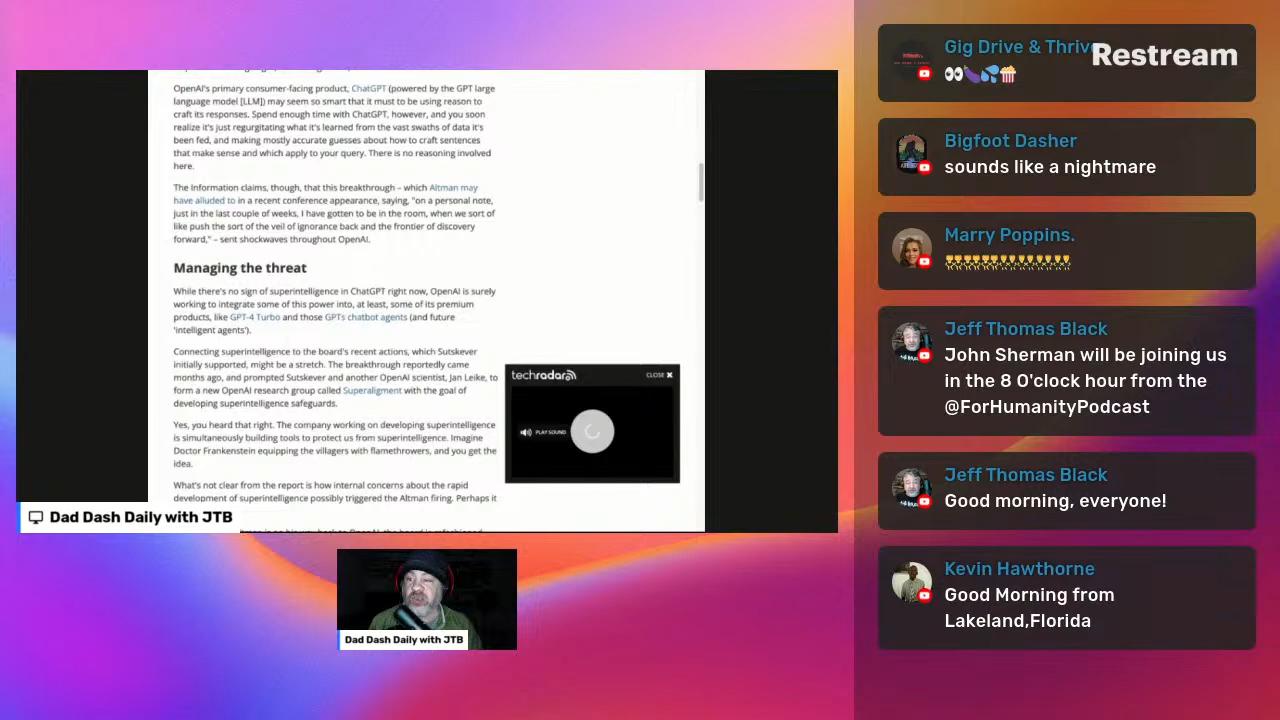 OpenAI's primary consumer-facing product, ChatGPT (powered by the GPT large
language model [LLM]) may seem so smart that it must to be using reason to
craft its responses. Spend enough time with ChatGPT, however, and you soon
realize it's just regurgitating what it's learned from the vast swaths of data it's
been fed, and making mostly accurate guesses about how to craft sentences
that make sense and which apply to your query. There is no reasoning involved
here.
The Information claims, though, that this breakthrough – which Altman may
have alluded to in a recent conference appearance, saying, "on a personal note,
just in the last couple of weeks, I have gotten to be in the room, when we sort of
like push the sort of the veil of ignorance back and the frontier of discovery
forward," – sent shockwaves throughout OpenAI.
Managing the threat
While there's no sign of superintelligence in ChatGPT right now, OpenAI is surely
working to integrate some of this power into, at least, some of its premium
products, like GPT-4 Turbo and those GPTs chatbot agents (and future
'intelligent agents').
Connecting superintelligence to the board's recent actions, which Sutskever
initially supported, might be a stretch. The breakthrough reportedly came
months ago, and prompted Sutskever and another OpenAI scientist, Jan Leike, to
form a new OpenAI research group called Superaligment with the goal of
developing superintelligence safeguards.
Yes, you heard that right. The company working on developing superintelligence
is simultaneously building tools to protect us from superintelligence. Imagine
Doctor Frankenstein equipping the villagers with flamethrowers, and you get the
idea.
What's not clear from the report is how internal concerns about the rapid
development of superintelligence possibly triggered the Altman firing. Perhaps it
techradar
CLOSE ✖
PLAY SOUND
Dad Dash Daily with JTB
Dad Dash Daily with JTB
Restream
Gig Drive & Thrive
👀🍆💦🍿
Bigfoot Dasher
sounds like a nightmare
Marry Poppins.
Jeff Thomas Black
John Sherman will be joining us
in the 8 O'clock hour from the
@ForHumanityPodcast
Jeff Thomas Black
Good morning, everyone!
Kevin Hawthorne
Good Morning from
Lakeland,Florida